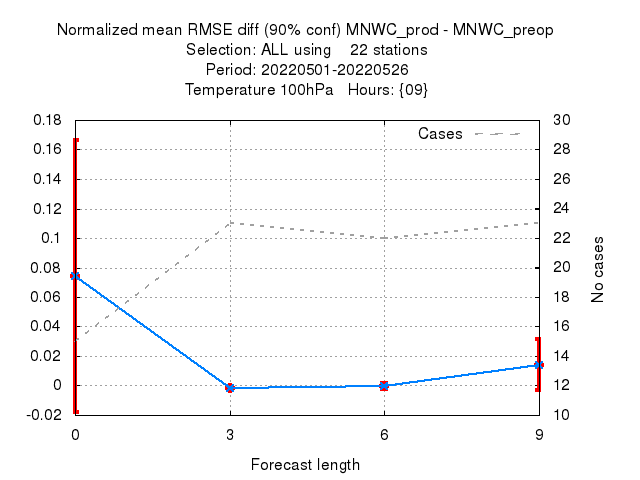 Normalized mean RMSE diff (90% conf) MNWC_prod - MNWC_preop
Selection: ALL using 22 stations
Period: 20220501-20220526
Temperature 100hPa Hours: {09}
Cases
0.18
0.16
0.14
0.12
0.1
0.08
0.06
0.04
0.02
0
-0.02
30
28
26
24
22
20
18
16
14
12
10
No cases
0 3 6 9
Forecast length